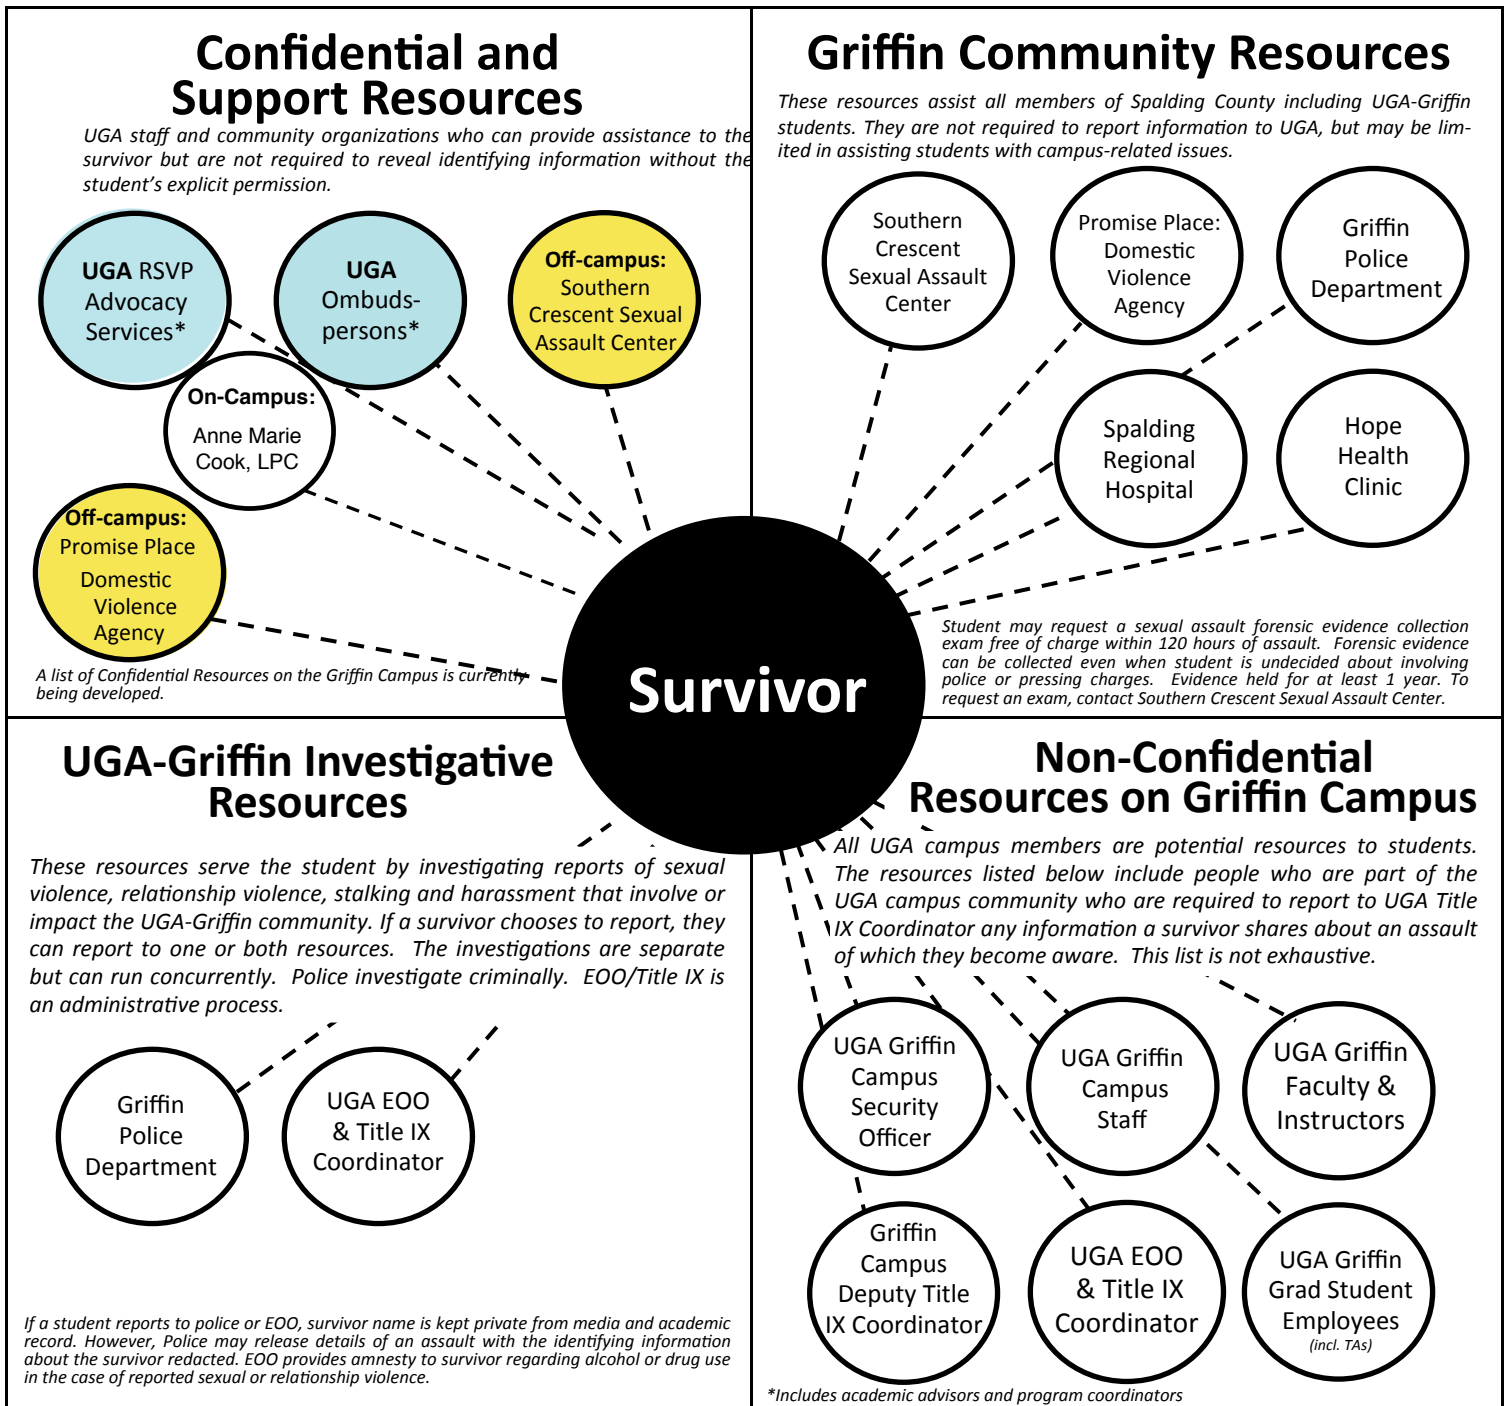 Confidential and
Support Resources
UGA staff and community organizations who can provide assistance to the
survivor but are not required to reveal identifying information without the
student's explicit permission.
UGA RSVP
Advocacy
Services*
UGA
Ombuds-
persons*
Off-campus:
Southern
Crescent Sexual
Assault Center
On-Campus:
Anne Marie
Cook, LPC
Off-campus:
Promise Place
Domestic
Violence
Agency
A list of Confidential Resources on the Griffin Campus is currently
being developed.
Griffin Community Resources
These resources assist all members of Spalding County including UGA-Griffin
students. They are not required to report information to UGA, but may be lim-
ited in assisting students with campus-related issues.
Southern
Crescent
Sexual Assault
Center
Promise Place:
Domestic
Violence
Agency
Griffin
Police
Department
Spalding
Regional
Hospital
Hope
Health
Clinic
Student may request a sexual assault forensic evidence collection
exam free of charge within 120 hours of assault. Forensic evidence
can be collected even when student is undecided about involving
police or pressing charges. Evidence held for at least 1 year. To
request an exam, contact Southern Crescent Sexual Assault Center.
Survivor
UGA-Griffin Investigative
Resources
These resources serve the student by investigating reports of sexual
violence, relationship violence, stalking and harassment that involve or
impact the UGA-Griffin community. If a survivor chooses to report, they
can report to one or both resources. The investigations are separate
but can run concurrently. Police investigate criminally. EOO/Title IX is
an administrative process.
Griffin
Police
Department
UGA EOO
& Title IX
Coordinator
If a student reports to police or EOO, survivor name is kept private from media and academic
record. However, Police may release details of an assault with the identifying information
about the survivor redacted. EOO provides amnesty to survivor regarding alcohol or drug use
in the case of reported sexual or relationship violence.
Non-Confidential
Resources on Griffin Campus
All UGA campus members are potential resources to students.
The resources listed below include people who are part of the
UGA campus community who are required to report to UGA Title
IX Coordinator any information a survivor shares about an assault
of which they become aware. This list is not exhaustive.
UGA Griffin
Campus
Security
Officer
UGA Griffin
Campus
Staff
UGA Griffin
Faculty &
Instructors
Griffin
Campus
Deputy Title
IX Coordinator
UGA EOO
& Title IX
Coordinator
UGA Griffin
Grad Student
Employees
(incl. TAs)
*Includes academic advisors and program coordinators